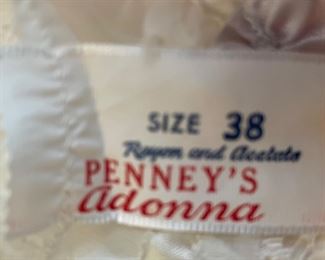 SIZE 38
Rayon and Acetate
PENNEY'S
adonna